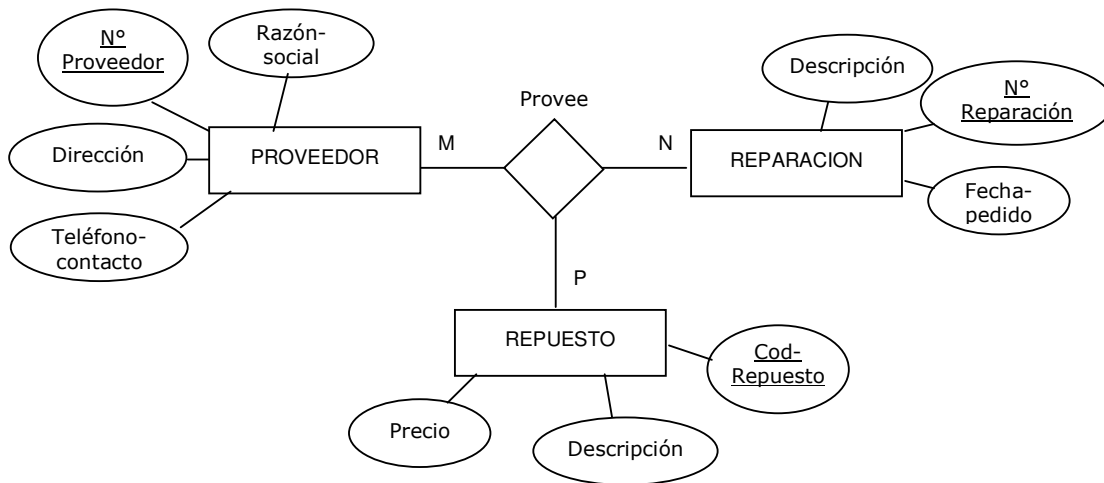 N°
Proveedor
Razón-
social
Dirección
PROVEEDOR
Teléfono-
contacto
M
Provee
N
Descripción
N°
Reparación
REPARACION
Fecha-
pedido
P
REPUESTO
Cod-
Repuesto
Precio
Descripción